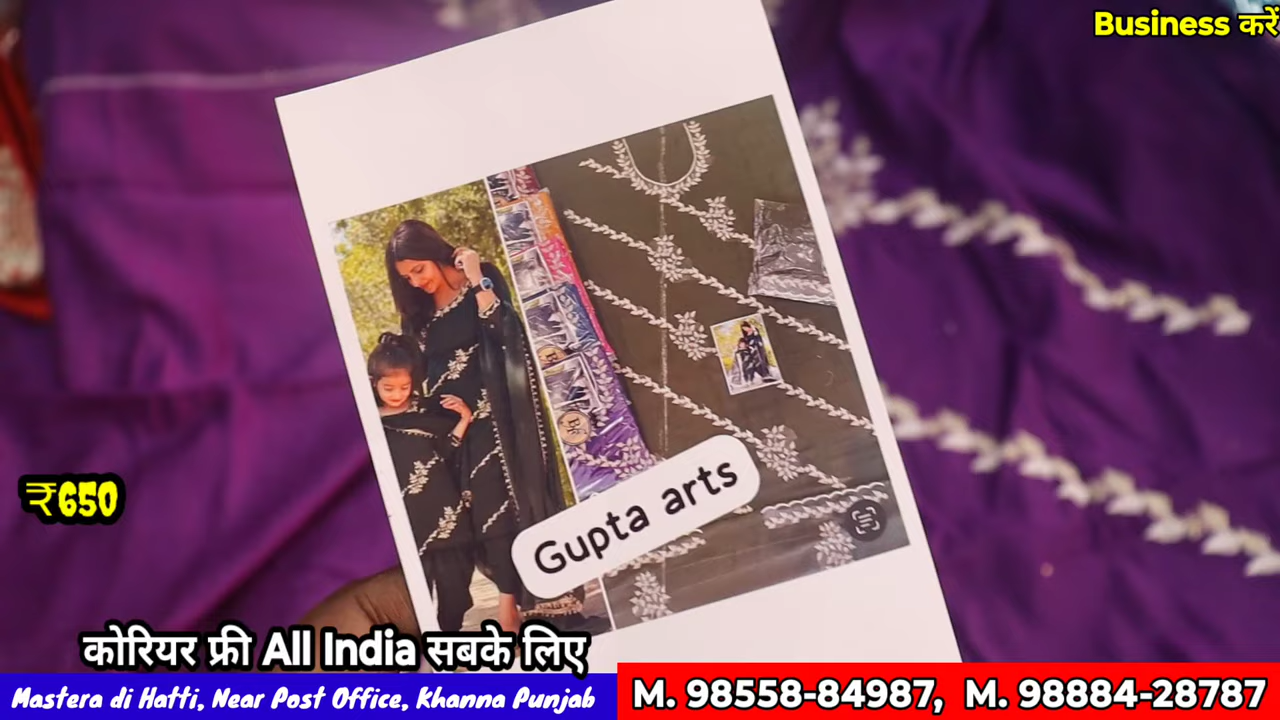 Business करें
Gupta arts
₹650
कोरियर फ्री All India सबके लिए
Mastera di Hatti, Near Post Office, Khanna Punjab
M. 98558-84987, M. 98884-28787